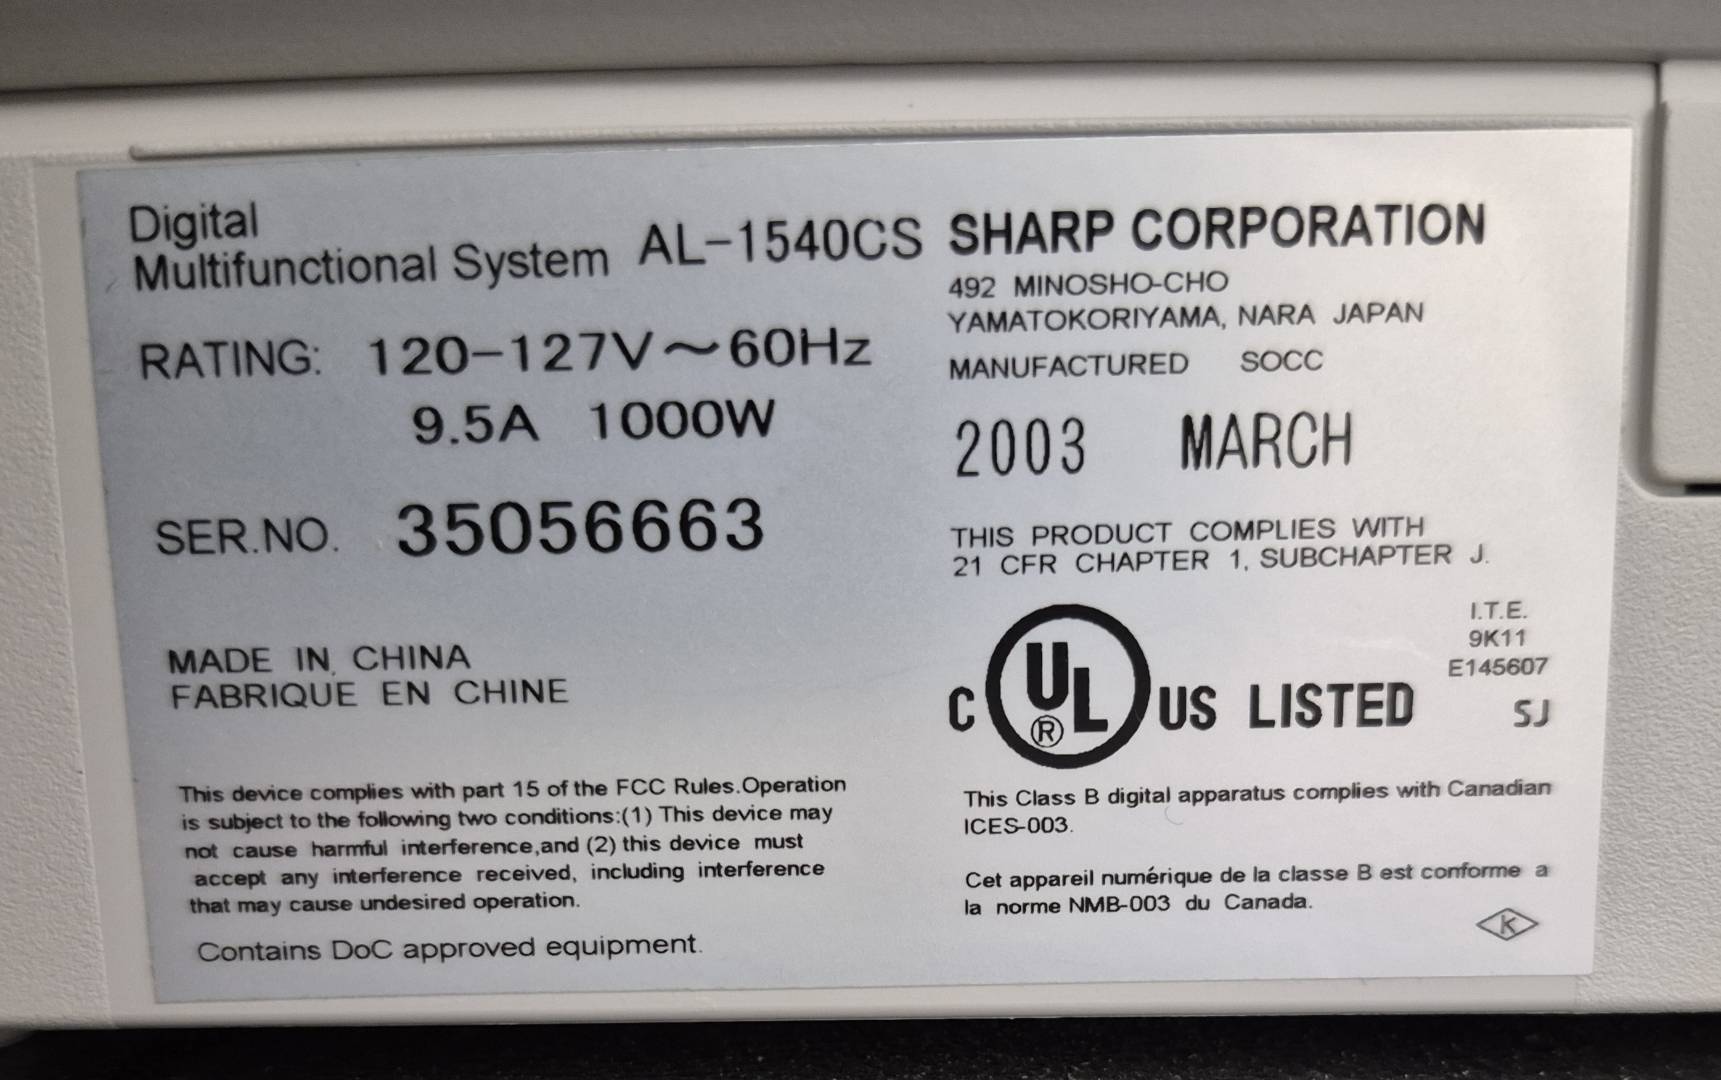 Digital
Multifunctional System AL-1540CS
RATING: 120-127V~60Hz
9.5A 1000W
SER.NO. 35056663
MADE IN CHINA
FABRIQUE EN CHINE
This device complies with part 15 of the FCC Rules.Operation
is subject to the following two conditions:(1) This device may
not cause harmful interference,and (2) this device must
accept any interference received, including interference
that may cause undesired operation.
Contains DoC approved equipment.
SHARP CORPORATION
492 MINOSHO-CHO
YAMATOKORIYAMA, NARA JAPAN
MANUFACTURED SOCC
2003 MARCH
THIS PRODUCT COMPLIES WITH
21 CFR CHAPTER 1, SUBCHAPTER J.
I.T.E.
9K11
E145607
C UL® US LISTED SJ
This Class B digital apparatus complies with Canadian
ICES-003.
Cet appareil numérique de la classe B est conforme a
la norme NMB-003 du Canada.
K